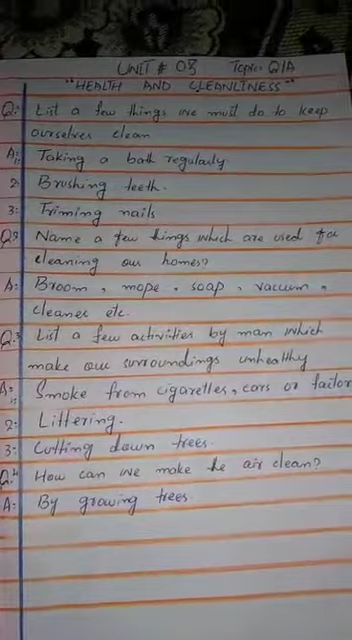 UNIT # 03 Topic: Q/A
"HEALTH AND CLEANLINESS"
Q1: List a few things we must do to keep
ourselves clean
A: 1: Taking a bath regularly
2: Brushing teeth.
3: Triming nails
Q2: Name a few things which are used for
cleaning our homes?
A: Broom, mope, soap, vaccum,
cleaner etc.
Q.3 List a few activities by man which
make our surroundings unhealthy
A: 1: Smoke from cigarettes, cars or factor
2: Littering.
3: Cutting down trees.
Q.4 How can we make the air clean?
A: By growing trees.